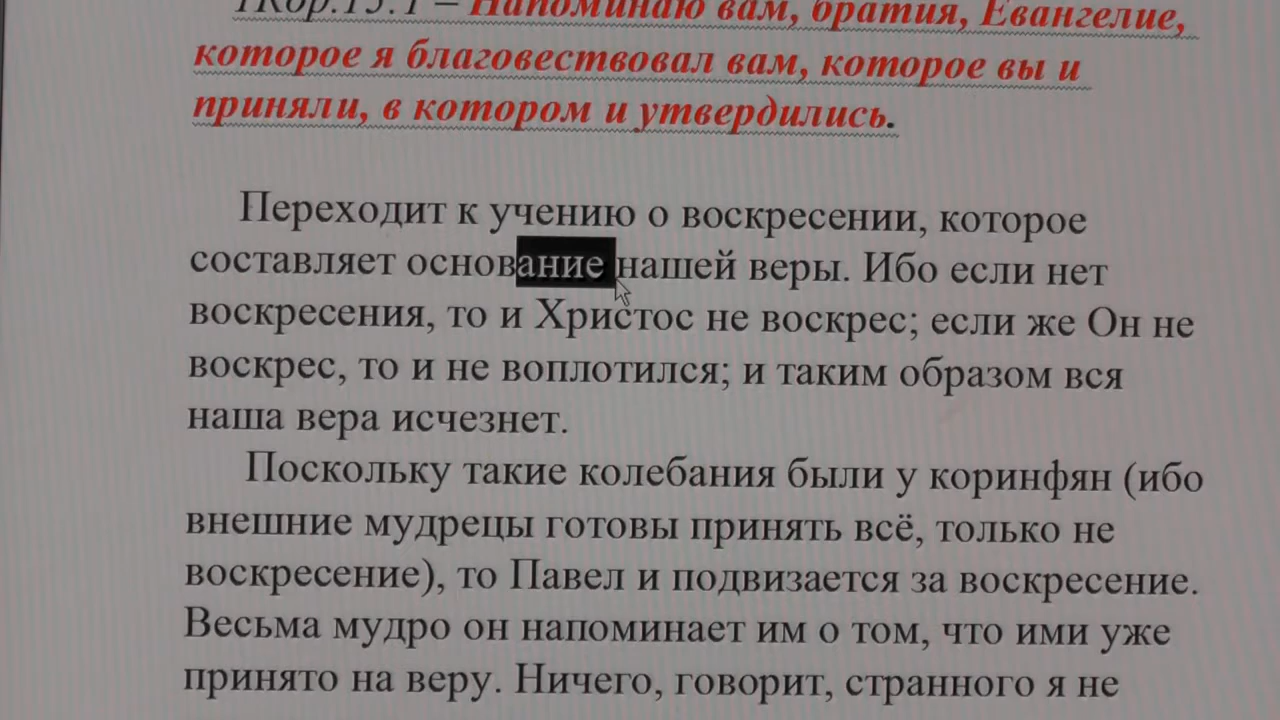 1Кор.15:1 – Напоминаю вам, братия, Евангелие,
которое я благовествовал вам, которое вы и
приняли, в котором и утвердились.
Переходит к учению о воскресении, которое
составляет основание нашей веры. Ибо если нет
воскресения, то и Христос не воскрес; если же Он не
воскрес, то и не воплотился; и таким образом вся
наша вера исчезнет.
Поскольку такие колебания были у коринфян (ибо
внешние мудрецы готовы принять всё, только не
воскресение), то Павел и подвизается за воскресение.
Весьма мудро он напоминает им о том, что ими уже
принято на веру. Ничего, говорит, странного я не